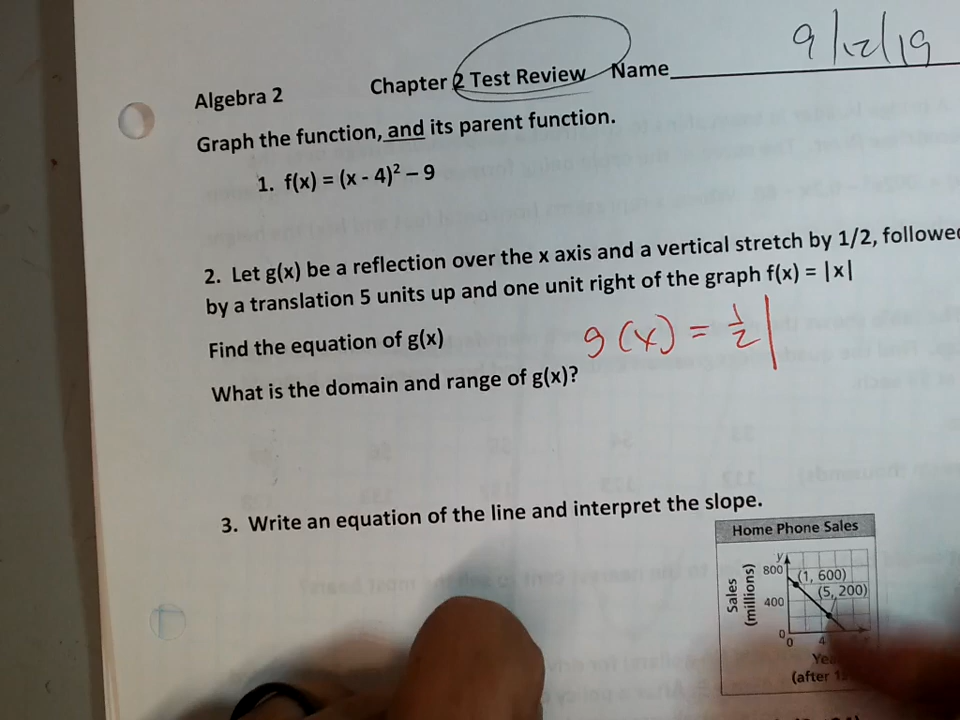 9/12/19
Algebra 2 Chapter 2 Test Review Name
Graph the function, and its parent function.
1. f(x) = (x - 4)² – 9
2. Let g(x) be a reflection over the x axis and a vertical stretch by 1/2, followed
by a translation 5 units up and one unit right of the graph f(x) = |x|
Find the equation of g(x)
g(x) = 1/2|
What is the domain and range of g(x)?
3. Write an equation of the line and interpret the slope.
Home Phone Sales
Sales
(millions)
y
800
(1, 600)
(5, 200)
400
0
0 4
(after